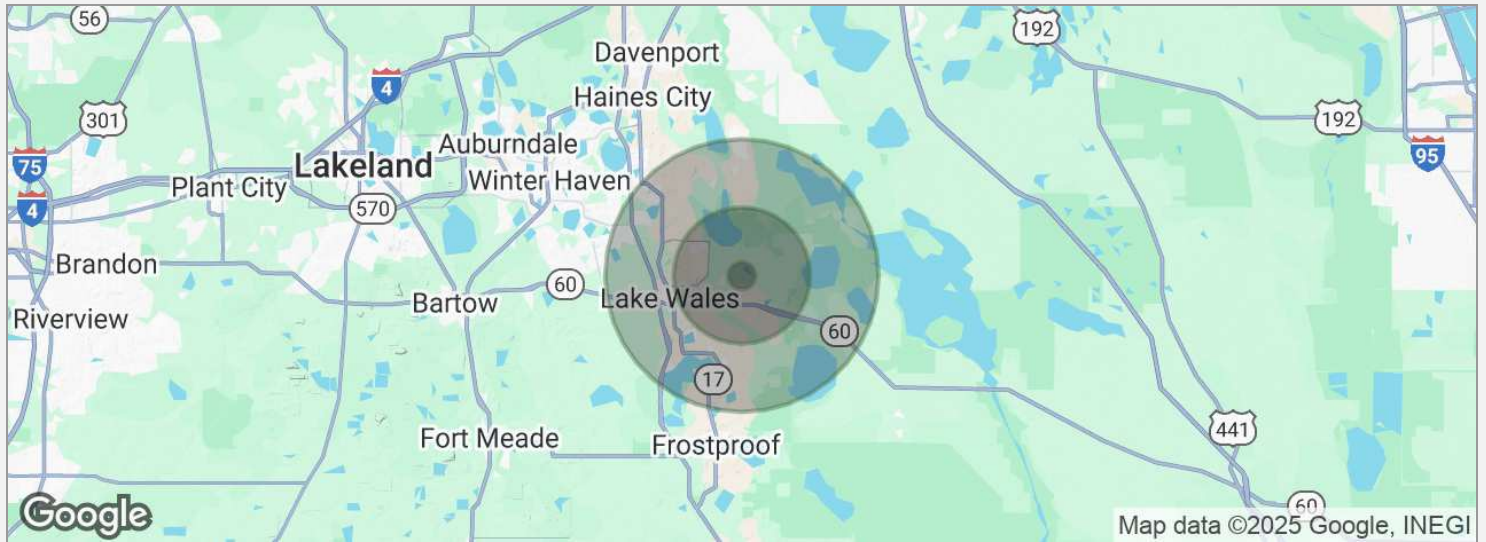 56
192
Davenport
4
Haines City
301
192
Auburndale
95
75
Lakeland
Plant City
Winter Haven
4
570
Brandon
60
Lake Wales
Bartow
Riverview
60
17
441
Fort Meade
Frostproof
60
Google
Map data ©2025 Google, INEGI